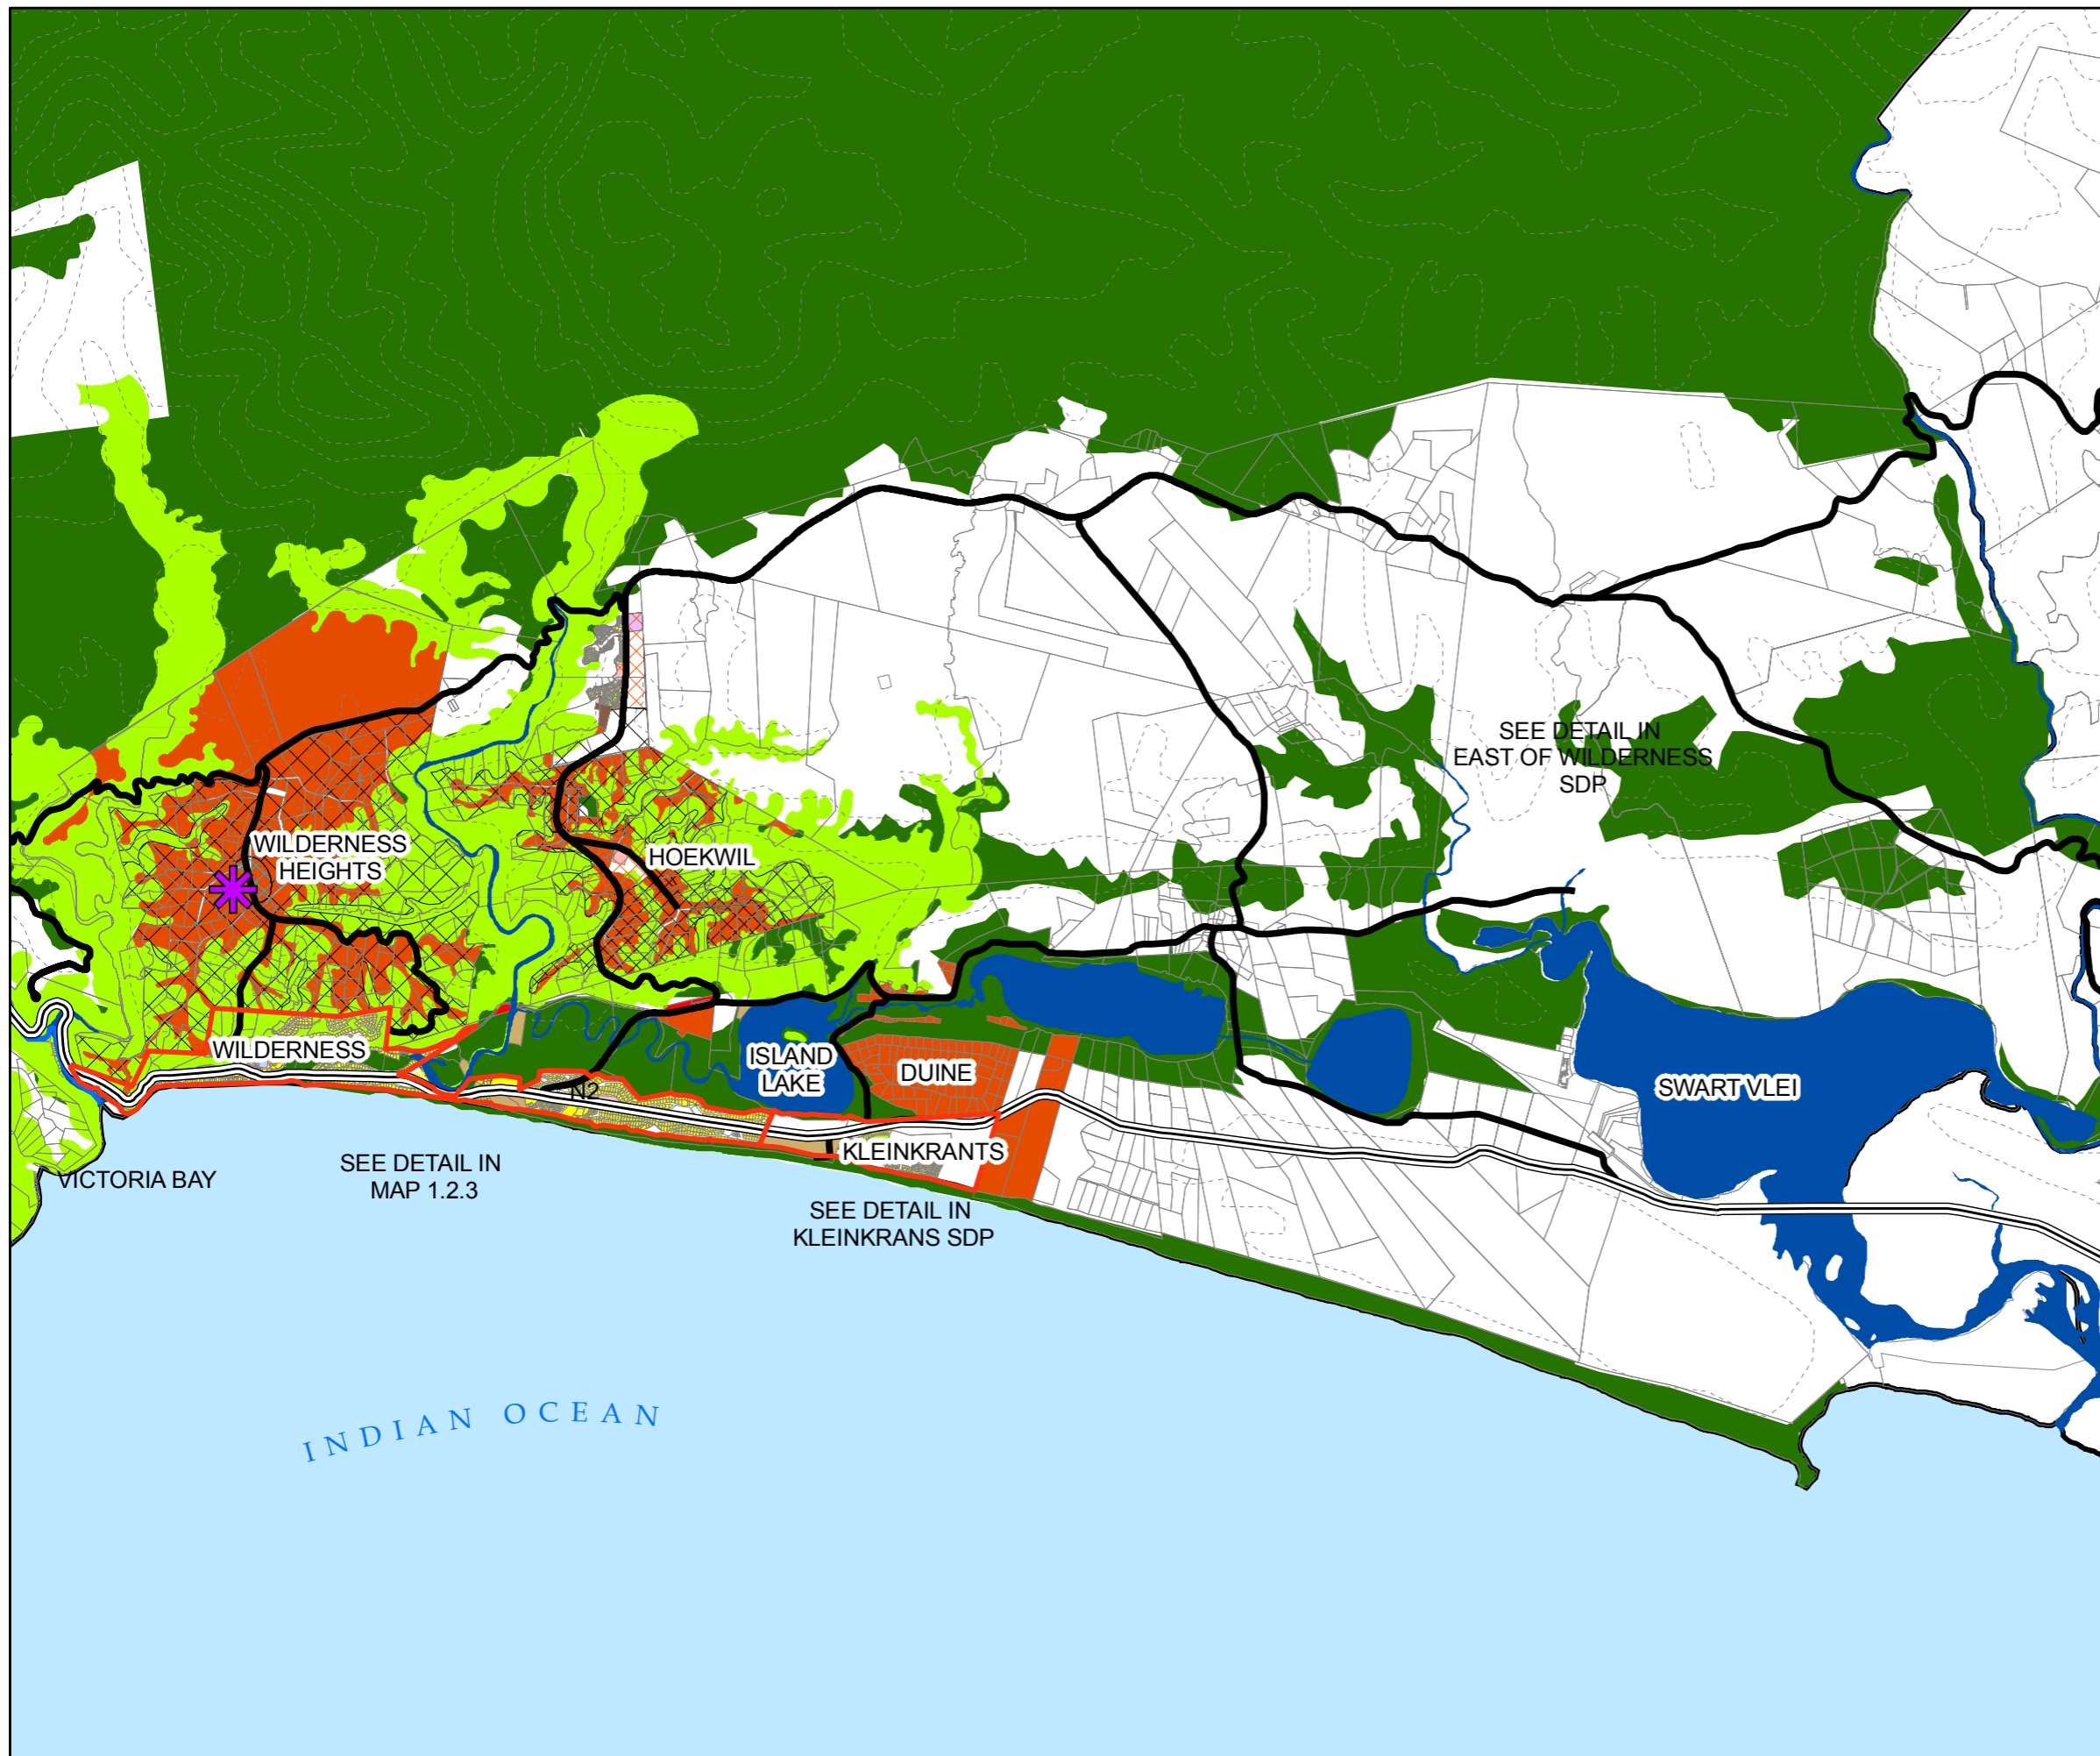 SEE DETAIL IN
EAST OF WILDERNESS
SDP
WILDERNESS
HEIGHTS
HOEKWIL
WILDERNESS
ISLAND
LAKE
DUINE
SWART VLEI
N2
KLEINKRANTS
VICTORIA BAY
SEE DETAIL IN
MAP 1.2.3
SEE DETAIL IN
KLEINKRANS SDP
INDIAN OCEAN